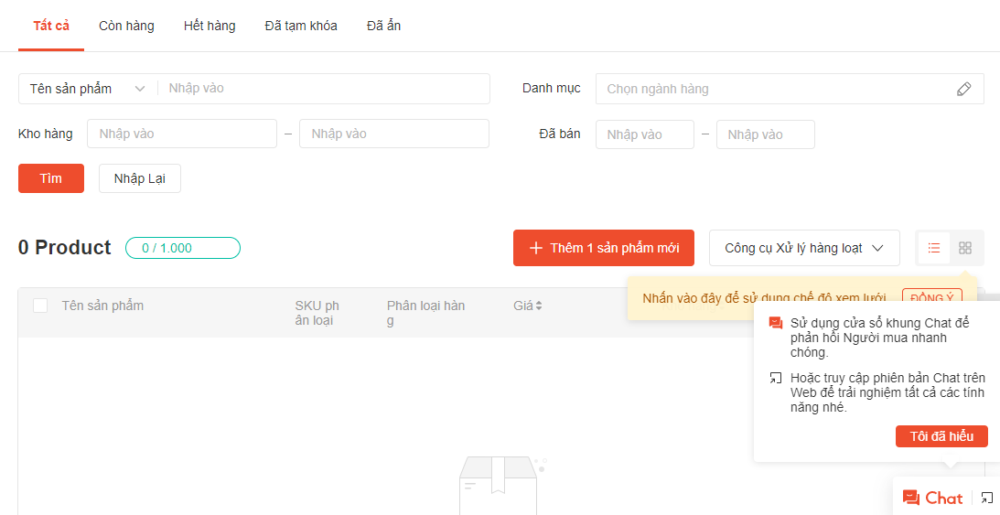 Tất cả Còn hàng Hết hàng Đã tạm khóa Đã ẩn
Tên sản phẩm Nhập vào Danh mục Chọn ngành hàng
Kho hàng Nhập vào – Nhập vào Đã bán Nhập vào – Nhập vào
Tìm Nhập Lại
0 Product 0 / 1.000 Thêm 1 sản phẩm mới Công cụ Xử lý hàng loạt
Nhấn vào đây để sử dụng chế độ xem lưới ĐỒNG Ý
Tên sản phẩm SKU ph Phân loại hàn Giá
ân loại g
Sử dụng cửa sổ khung Chat để
phản hồi Người mua nhanh
chóng.
Hoặc truy cập phiên bản Chat trên
Web để trải nghiệm tất cả các tính
năng nhé.
Tôi đã hiểu
Chat